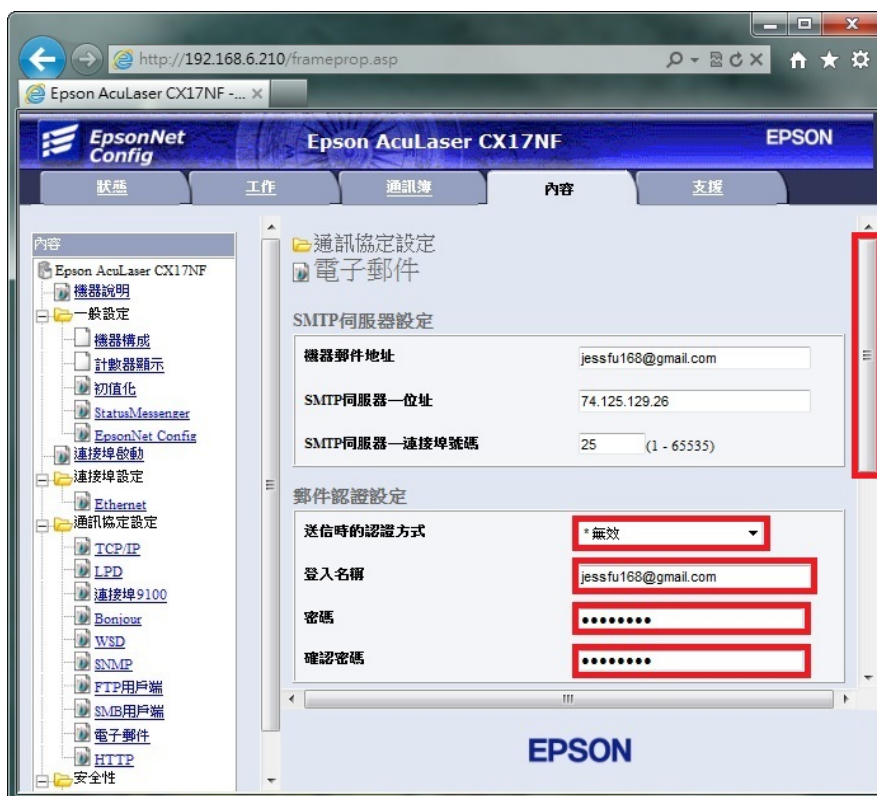 http://192.168.6.210/frameprop.asp
Epson AcuLaser CX17NF -...
EpsonNet
Config
Epson AcuLaser CX17NF
EPSON
狀態
工作
通訊簿
內容
支援
內容
Epson AcuLaser CX17NF
機器說明
一般設定
機器構成
計數器顯示
初值化
StatusMessenger
EpsonNet Config
連接埠啟動
連接埠設定
Ethernet
通訊協定設定
TCP/IP
LPD
連接埠9100
Bonjour
WSD
SNMP
FTP用戶端
SMB用戶端
電子郵件
HTTP
安全性
通訊協定設定
電子郵件
SMTP伺服器設定
機器郵件地址
jessfu168@gmail.com
SMTP伺服器—位址
74.125.129.26
SMTP伺服器—連接埠號碼
25 (1 - 65535)
郵件認證設定
送信時的認證方式
*無效
登入名稱
jessfu168@gmail.com
密碼
●●●●●●●●
確認密碼
●●●●●●●●
EPSON